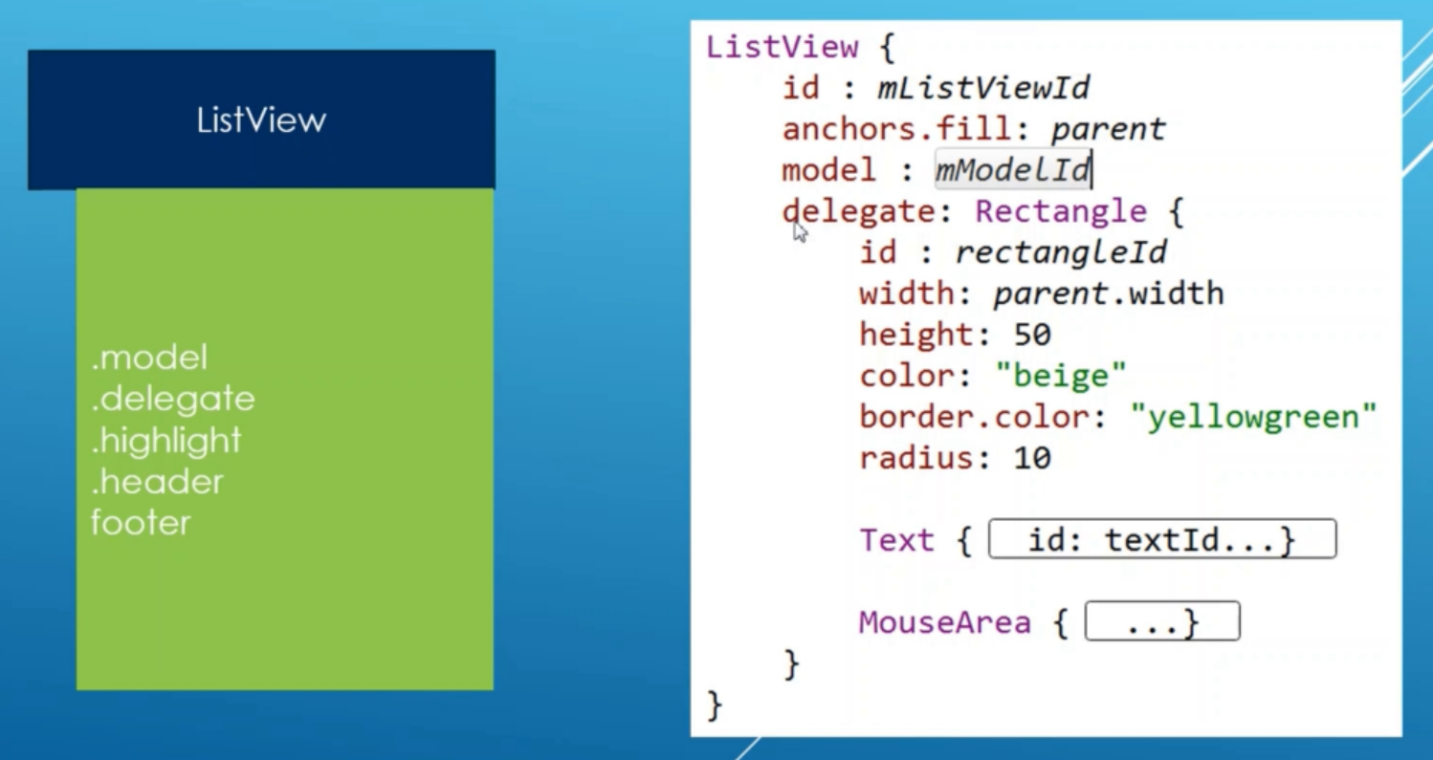 ListView
.model
.delegate
.highlight
.header
footer
ListView {
id : mListViewId
anchors.fill: parent
model : mModelId
delegate: Rectangle {
id : rectangleId
width: parent.width
height: 50
color: "beige"
border.color: "yellowgreen"
radius: 10
Text { id: textId...}
MouseArea { ...}
}
}